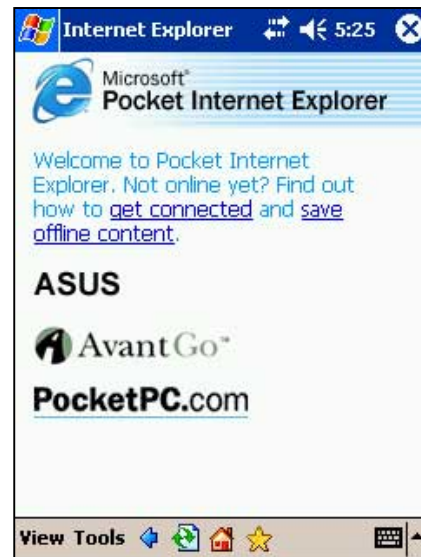 Internet Explorer 5:25
Microsoft®
Pocket Internet Explorer
Welcome to Pocket Internet
Explorer. Not online yet? Find out
how to get connected and save
offline content.
ASUS
AvantGo™
PocketPC.com
View Tools